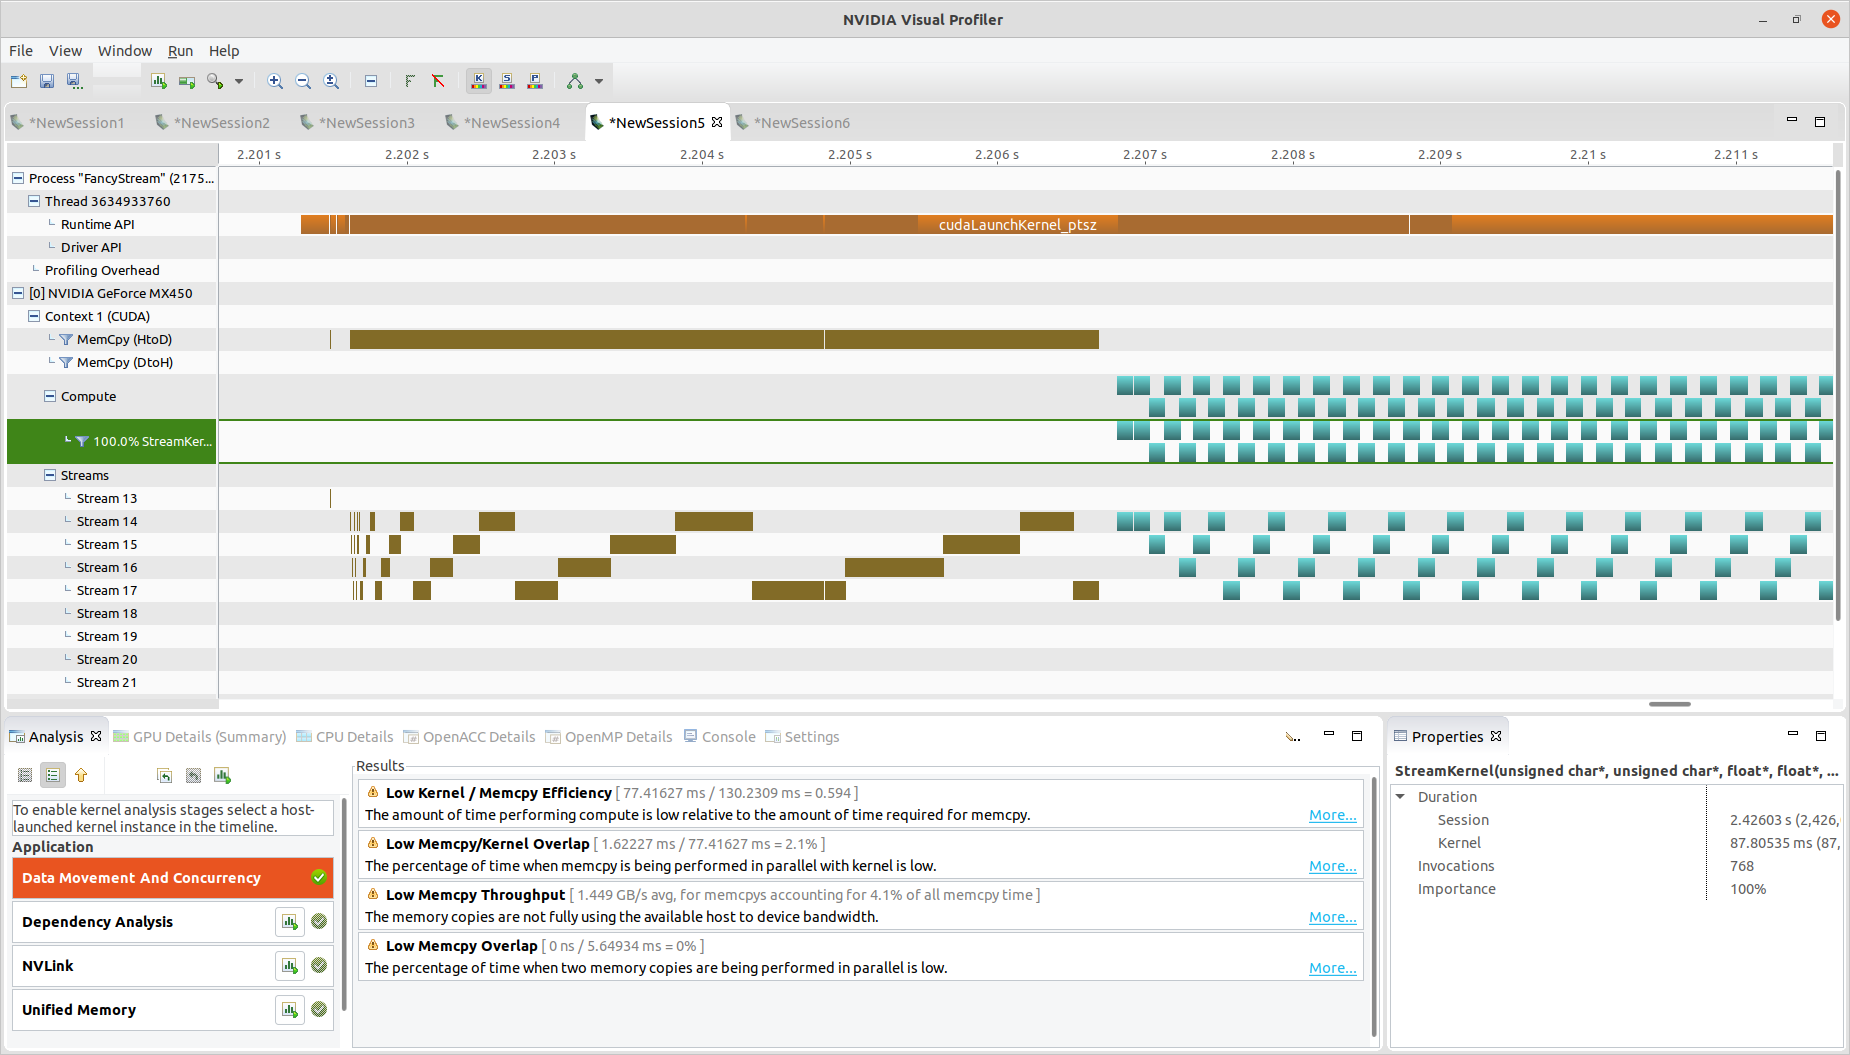 NVIDIA Visual Profiler
File View Window Run Help
K S P
*NewSession1 *NewSession2 *NewSession3 *NewSession4 *NewSession5 *NewSession6
2.201 s 2.202 s 2.203 s 2.204 s 2.205 s 2.206 s 2.207 s 2.208 s 2.209 s 2.21 s 2.211 s
Process "FancyStream" (2175...
Thread 3634933760
Runtime API
cudaLaunchKernel_ptsz
Driver API
Profiling Overhead
[0] NVIDIA GeForce MX450
Context 1 (CUDA)
MemCpy (HtoD)
MemCpy (DtoH)
Compute
100.0% StreamKer...
Streams
Stream 13
Stream 14
Stream 15
Stream 16
Stream 17
Stream 18
Stream 19
Stream 20
Stream 21
Analysis GPU Details (Summary) CPU Details OpenACC Details OpenMP Details Console Settings
To enable kernel analysis stages select a host-
launched kernel instance in the timeline.
Application
Data Movement And Concurrency
Dependency Analysis
NVLink
Unified Memory
Results
Low Kernel / Memcpy Efficiency [ 77.41627 ms / 130.2309 ms = 0.594 ]
The amount of time performing compute is low relative to the amount of time required for memcpy. More...
Low Memcpy/Kernel Overlap [ 1.62227 ms / 77.41627 ms = 2.1% ]
The percentage of time when memcpy is being performed in parallel with kernel is low. More...
Low Memcpy Throughput [ 1.449 GB/s avg, for memcpys accounting for 4.1% of all memcpy time ]
The memory copies are not fully using the available host to device bandwidth. More...
Low Memcpy Overlap [ 0 ns / 5.64934 ms = 0% ]
The percentage of time when two memory copies are being performed in parallel is low. More...
Properties
StreamKernel(unsigned char*, unsigned char*, float*, float*, ...
Duration
Session 2.42603 s (2,426,
Kernel 87.80535 ms (87,
Invocations 768
Importance 100%